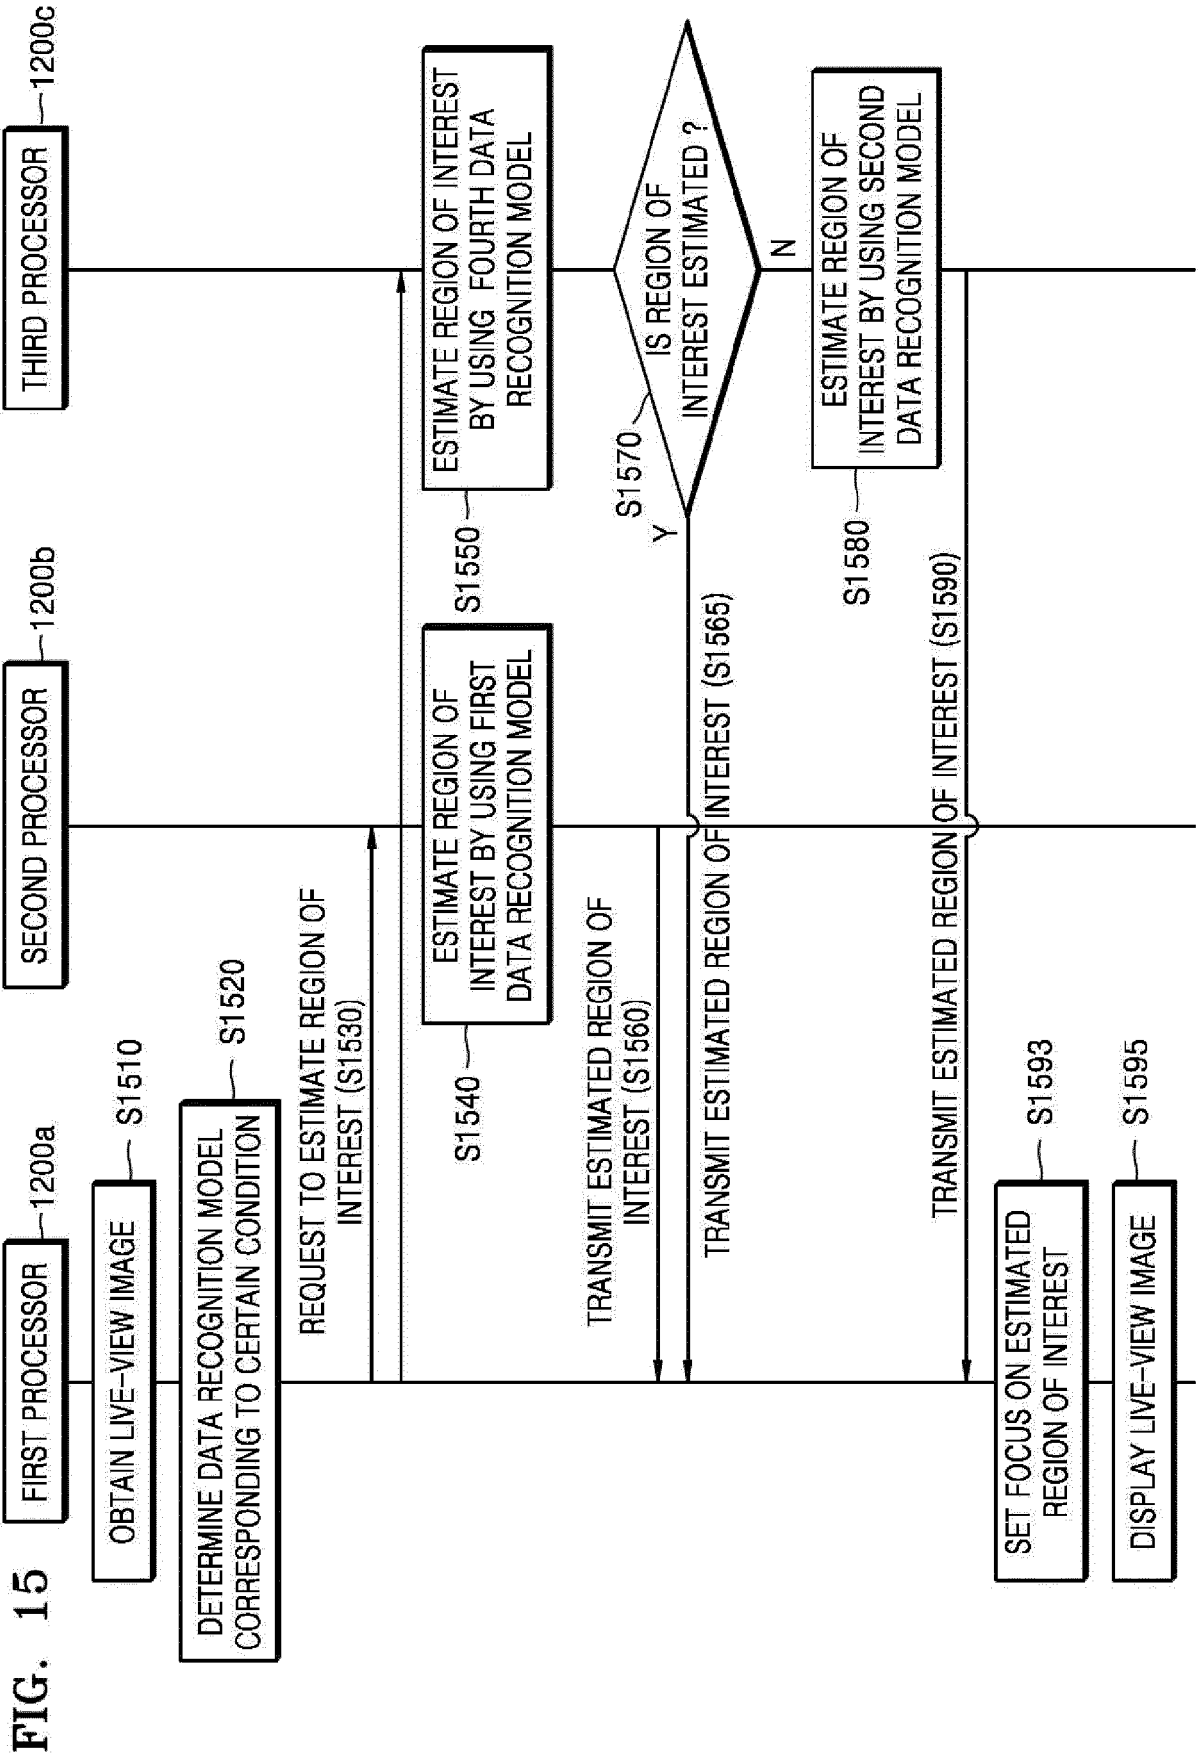 FIG. 15
FIRST PROCESSOR
1200a
SECOND PROCESSOR
1200b
THIRD PROCESSOR
1200c
OBTAIN LIVE-VIEW IMAGE
S1510
DETERMINE DATA RECOGNITION MODEL
CORRESPONDING TO CERTAIN CONDITION
S1520
REQUEST TO ESTIMATE REGION OF
INTEREST (S1530)
ESTIMATE REGION OF
INTEREST BY USING FIRST
DATA RECOGNITION MODEL
S1540
ESTIMATE REGION OF INTEREST
BY USING FOURTH DATA
RECOGNITION MODEL
S1550
TRANSMIT ESTIMATED REGION OF
INTEREST (S1560)
IS REGION OF
INTEREST ESTIMATED ?
S1570
Y
N
TRANSMIT ESTIMATED REGION OF INTEREST (S1565)
ESTIMATE REGION OF
INTEREST BY USING SECOND
DATA RECOGNITION MODEL
S1580
TRANSMIT ESTIMATED REGION OF INTEREST (S1590)
SET FOCUS ON ESTIMATED
REGION OF INTEREST
S1593
DISPLAY LIVE-VIEW IMAGE
S1595